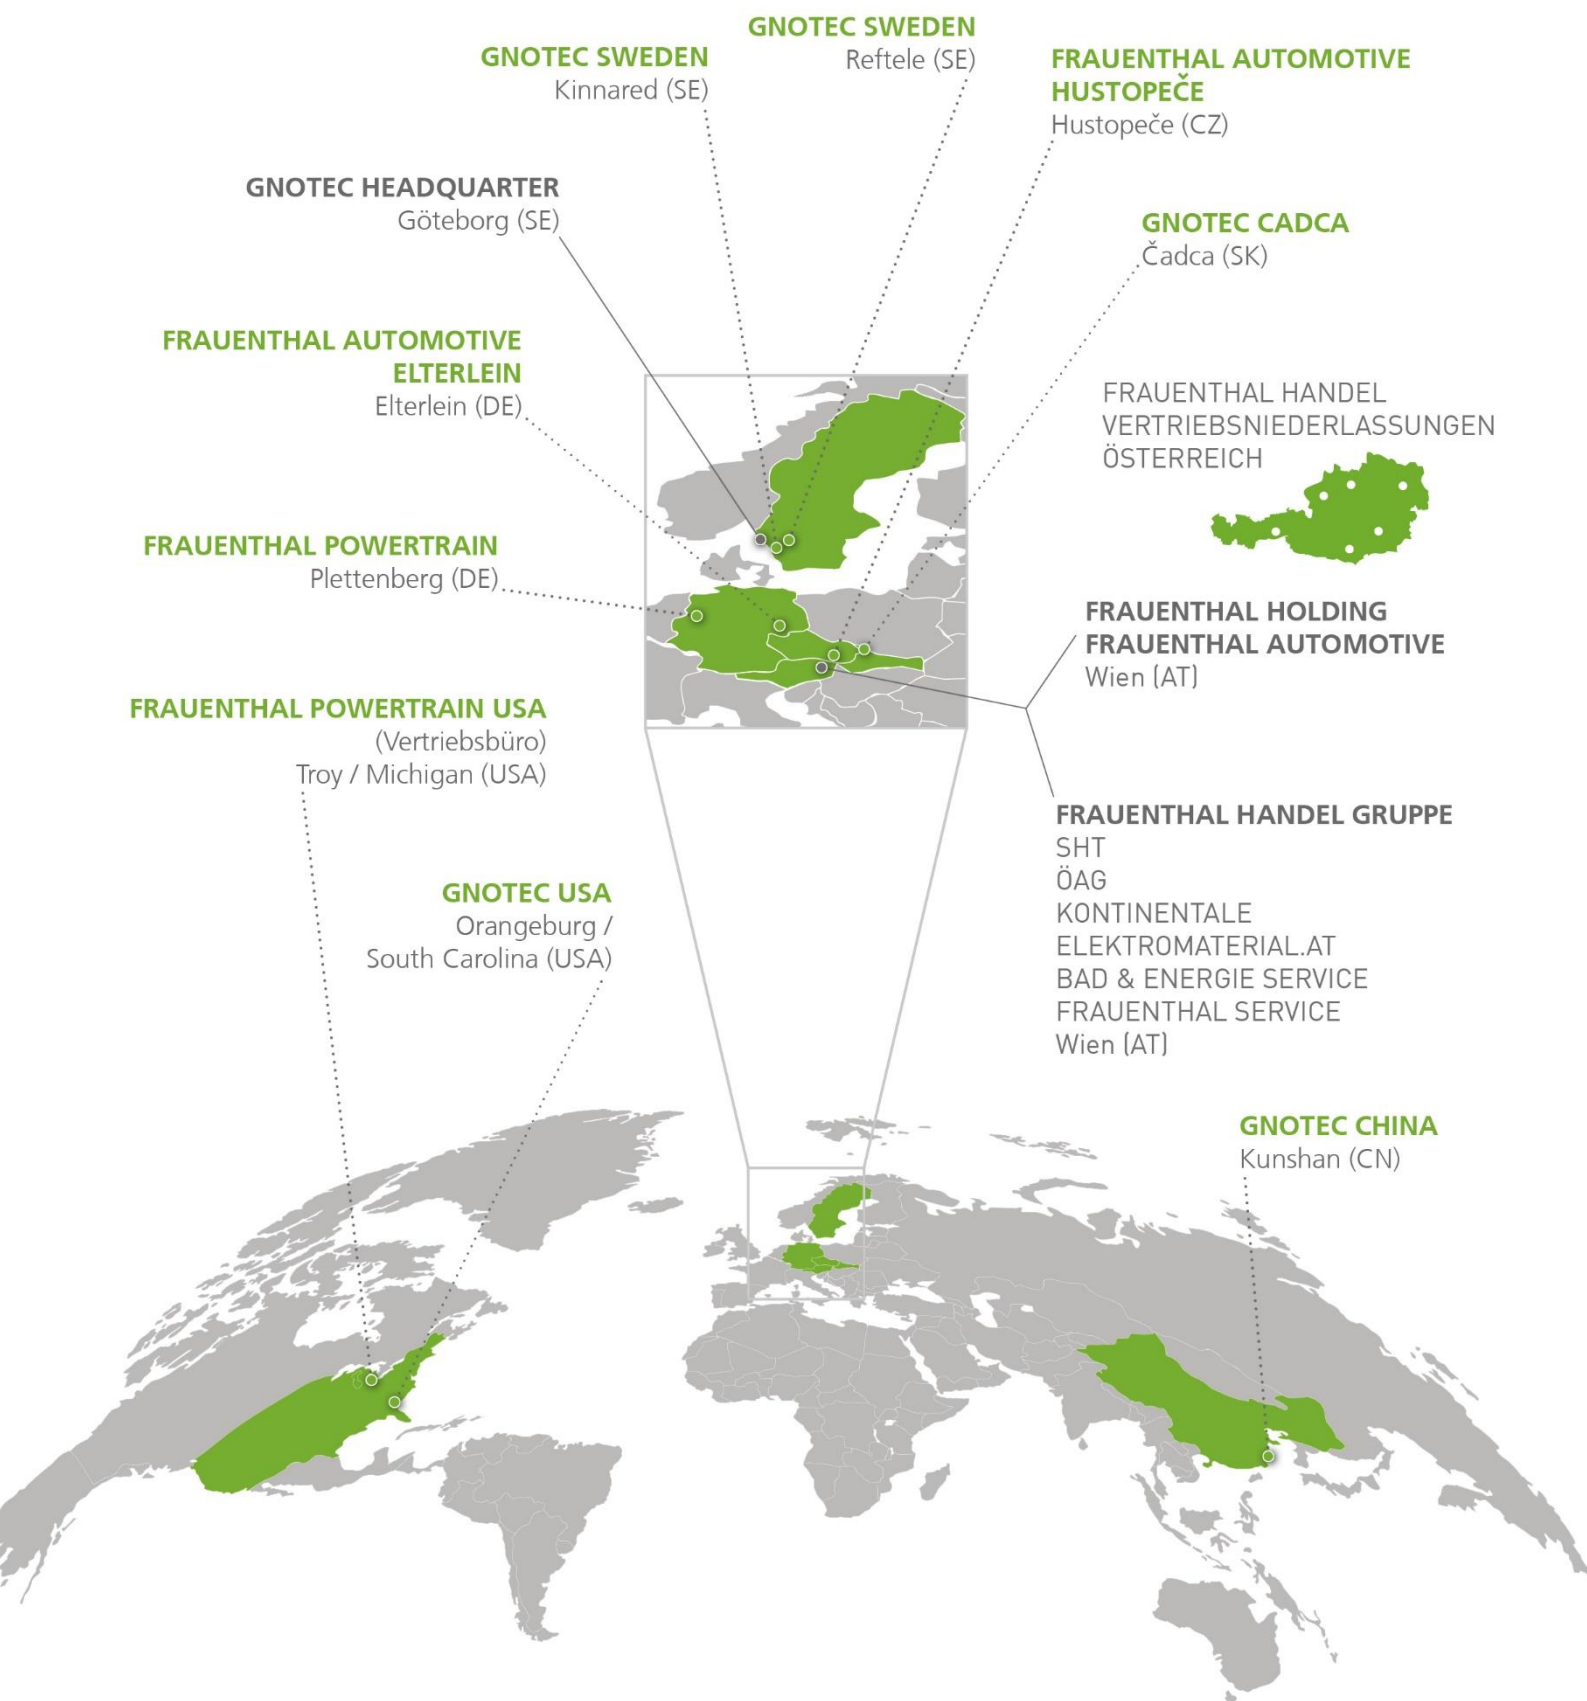 GNOTEC SWEDEN
Reftele (SE)
GNOTEC SWEDEN
Kinnared (SE)
FRAUENTHAL AUTOMOTIVE
HUSTOPEČE
Hustopeče (CZ)
GNOTEC HEADQUARTER
Göteborg (SE)
GNOTEC CADCA
Čadca (SK)
FRAUENTHAL AUTOMOTIVE
ELTERLEIN
Elterlein (DE)
FRAUENTHAL HANDEL
VERTRIEBSNIEDERLASSUNGEN
ÖSTERREICH
FRAUENTHAL POWERTRAIN
Plettenberg (DE)
FRAUENTHAL HOLDING
FRAUENTHAL AUTOMOTIVE
Wien (AT)
FRAUENTHAL POWERTRAIN USA
(Vertriebsbüro)
Troy / Michigan (USA)
FRAUENTHAL HANDEL GRUPPE
SHT
ÖAG
KONTINENTALE
ELEKTROMATERIAL.AT
BAD & ENERGIE SERVICE
FRAUENTHAL SERVICE
Wien (AT)
GNOTEC USA
Orangeburg /
South Carolina (USA)
GNOTEC CHINA
Kunshan (CN)